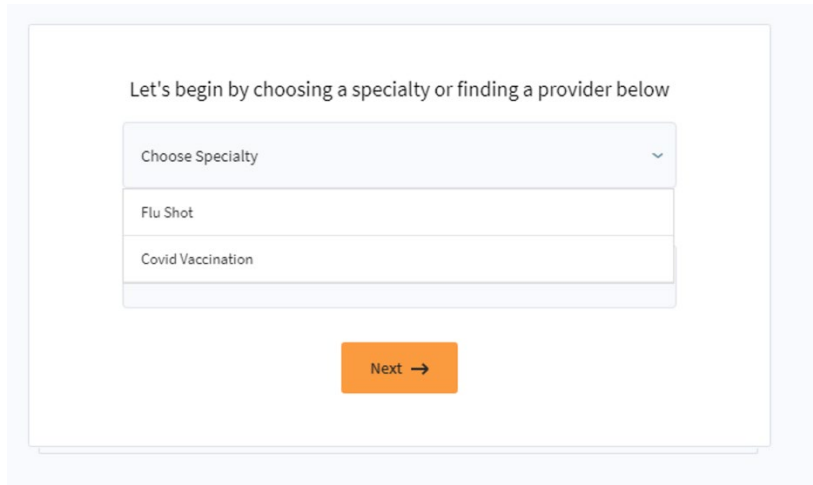 Let's begin by choosing a specialty or finding a provider below
Choose Specialty
Flu Shot
Covid Vaccination
Next →